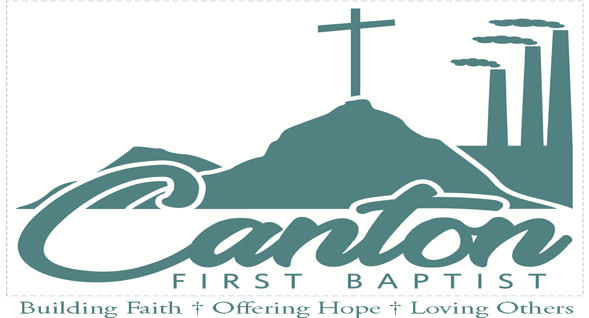 Canton
FIRST BAPTIST
Building Faith † Offering Hope † Loving Others